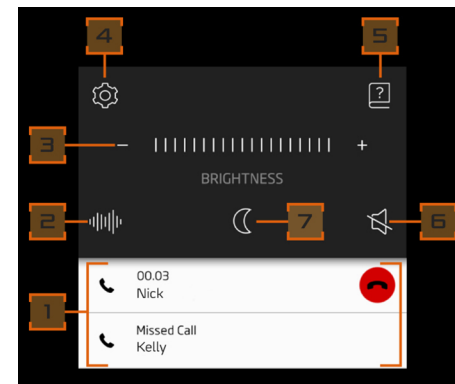 4 5
?
3 − +
BRIGHTNESS
2 7 6
00.03
Nick
1
Missed Call
Kelly